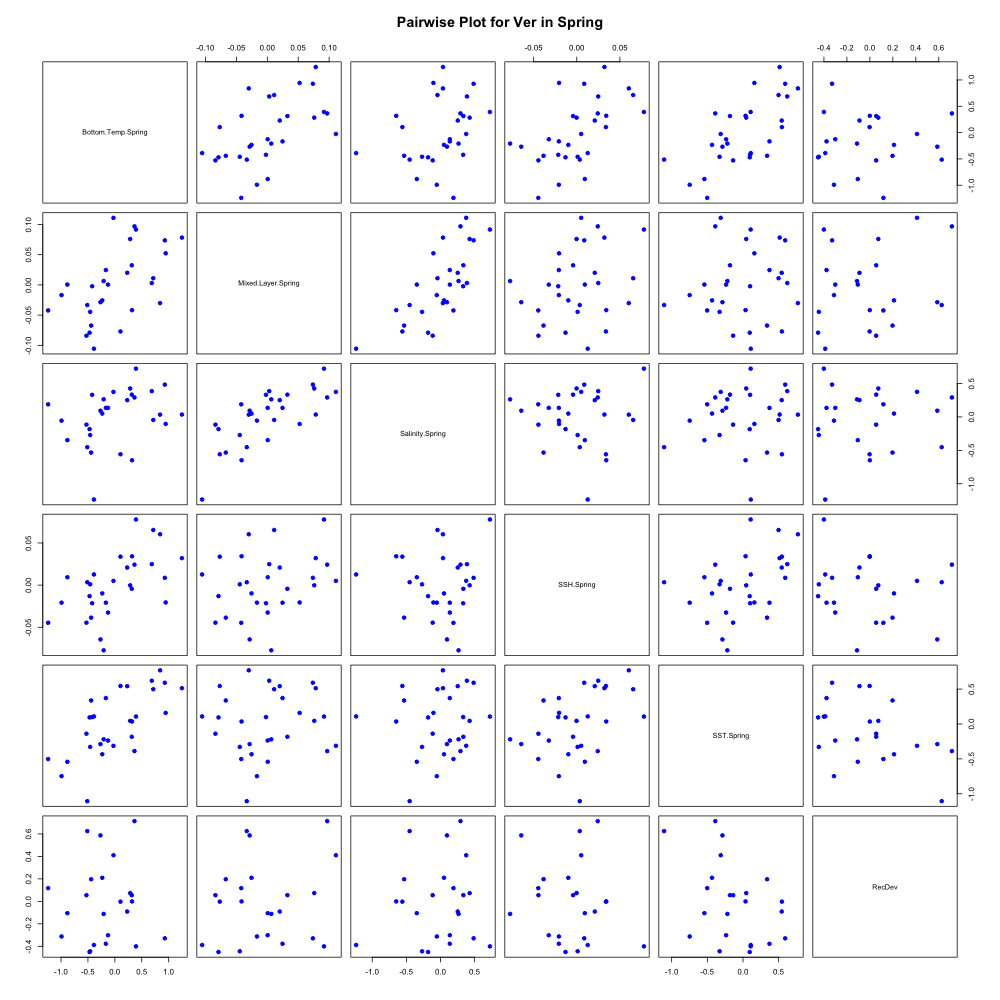 Pairwise Plot for Ver in Spring
-0.10 -0.05 0.00 0.05 0.10 -0.05 0.00 0.05 -0.4 -0.2 0.0 0.2 0.4 0.6
Bottom.Temp.Spring
-1.0 -0.5 0.0 0.5 1.0
-0.10 -0.05 0.00 0.05 0.10
Mixed.Layer.Spring
Salinity.Spring
-1.0 -0.5 0.0 0.5
-0.05 0.00 0.05
SSH.Spring
SST.Spring
-1.0 -0.5 0.0 0.5
-0.4 -0.2 0.0 0.2 0.4 0.6
RecDev
-1.0 -0.5 0.0 0.5 1.0 -1.0 -0.5 0.0 0.5 -1.0 -0.5 0.0 0.5